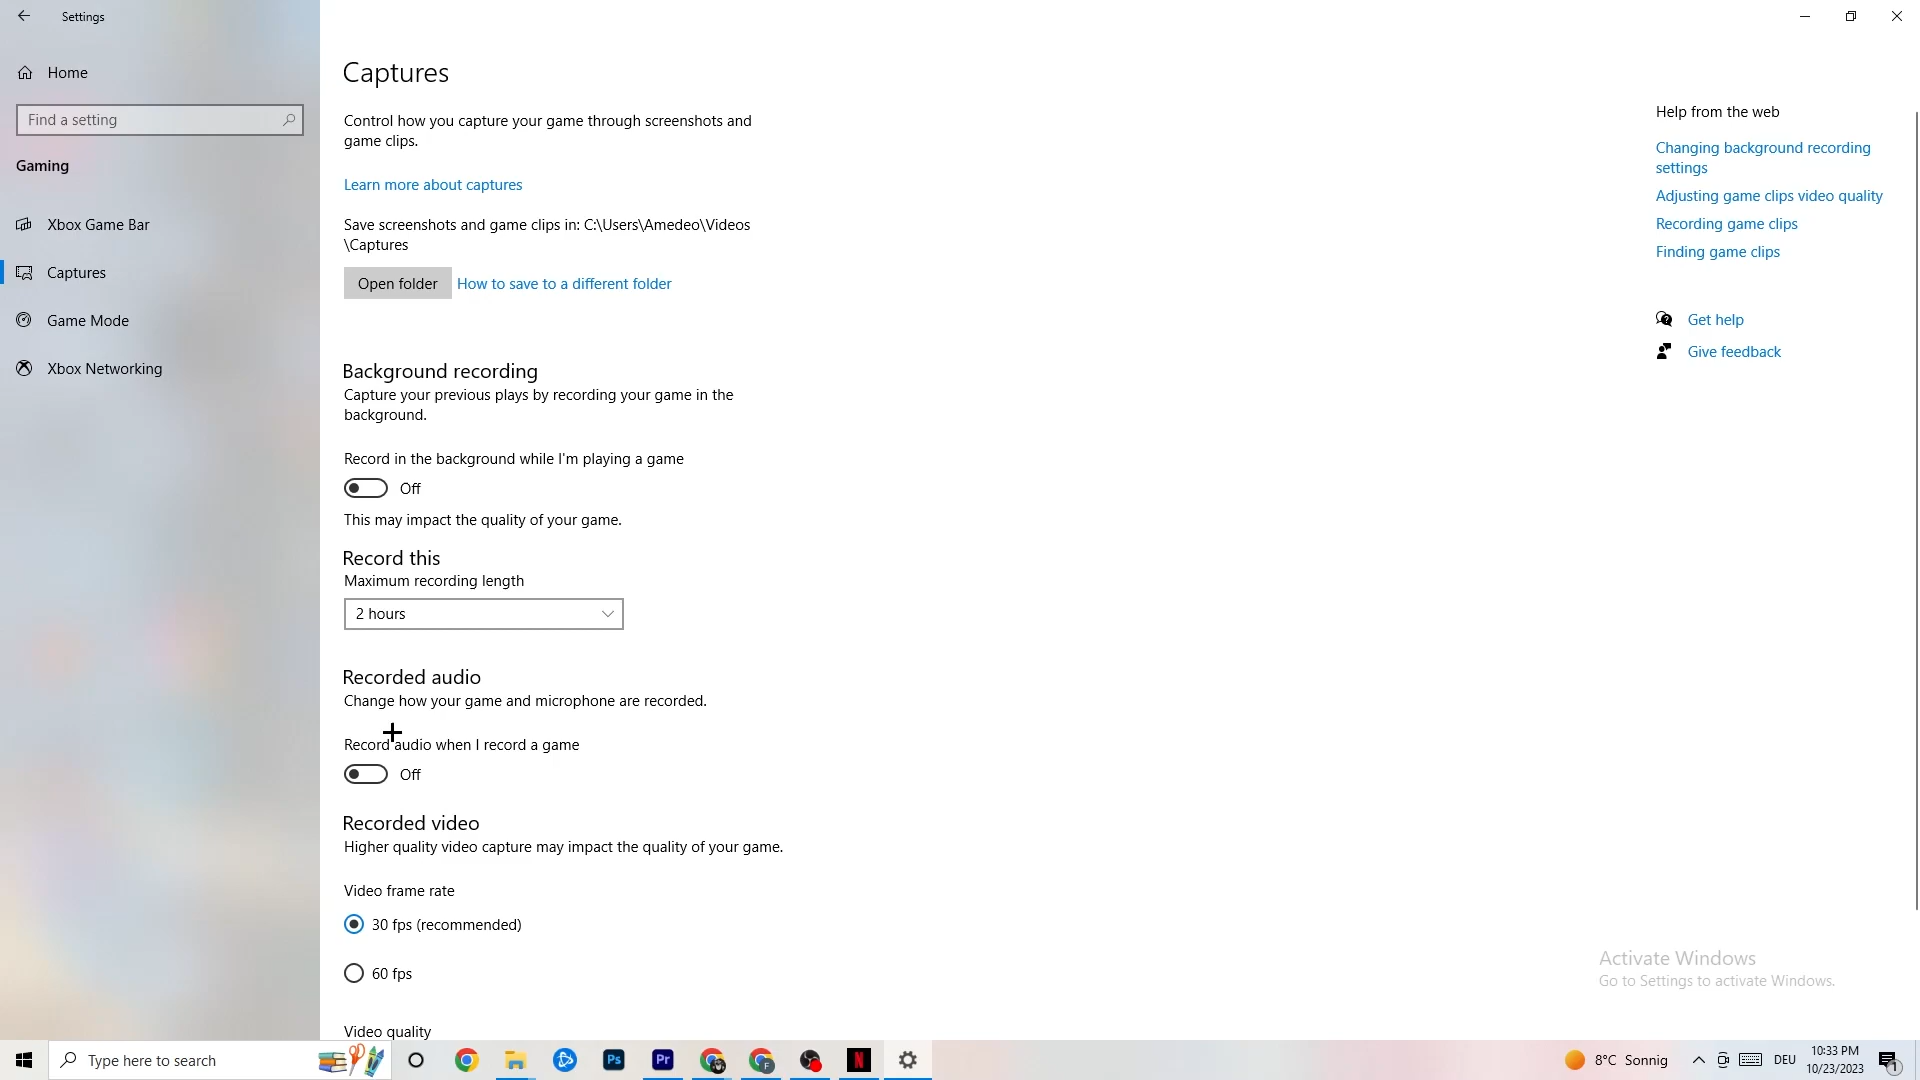 Settings
Home
Find a setting
Gaming
Xbox Game Bar
Captures
Game Mode
Xbox Networking
Captures
Control how you capture your game through screenshots and
game clips.
Learn more about captures
Save screenshots and game clips in: C:\Users\Amedeo\Videos
\Captures
Open folder
How to save to a different folder
Background recording
Capture your previous plays by recording your game in the
background.
Record in the background while I'm playing a game
Off
This may impact the quality of your game.
Record this
Maximum recording length
2 hours
Recorded audio
Change how your game and microphone are recorded.
Record audio when I record a game
Off
Recorded video
Higher quality video capture may impact the quality of your game.
Video frame rate
30 fps (recommended)
60 fps
Video quality
Help from the web
Changing background recording
settings
Adjusting game clips video quality
Recording game clips
Finding game clips
Get help
Give feedback
Activate Windows
Go to Settings to activate Windows.
Type here to search
Ps
Pr
F
N
8°C Sonnig
DEU
10:33 PM
10/23/2023
1